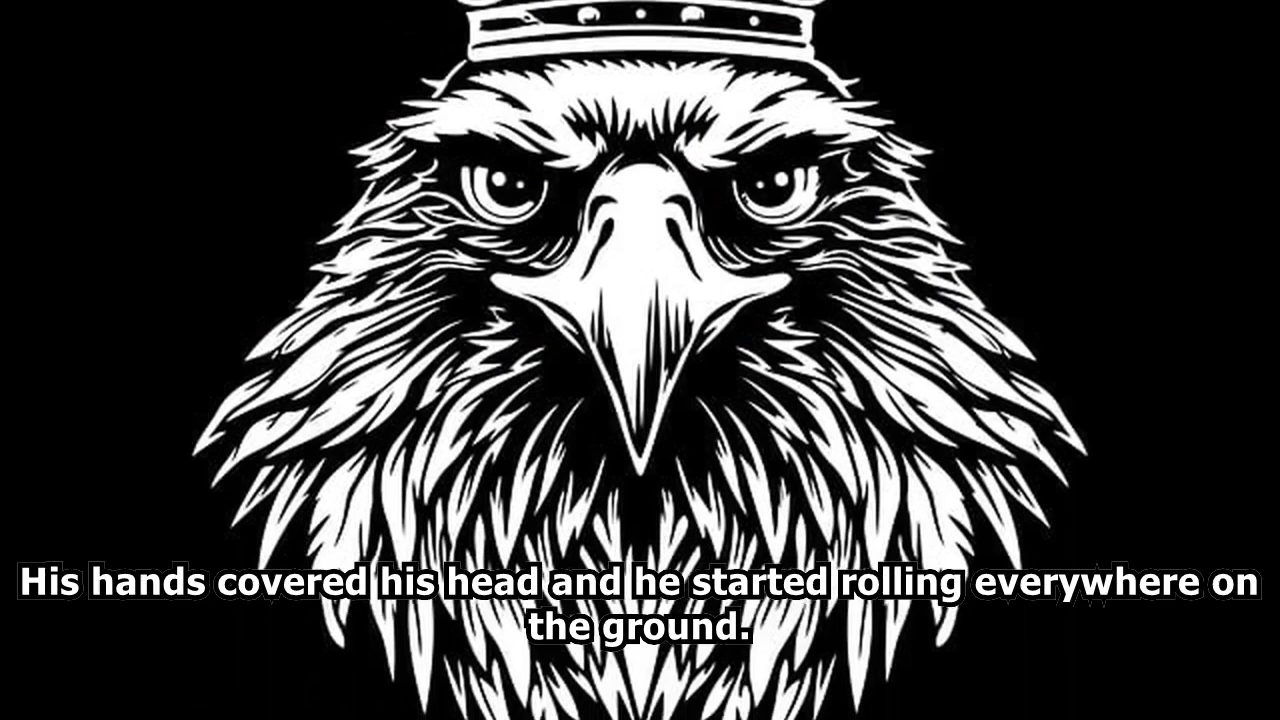 His hands covered his head and he started rolling everywhere on
the ground.